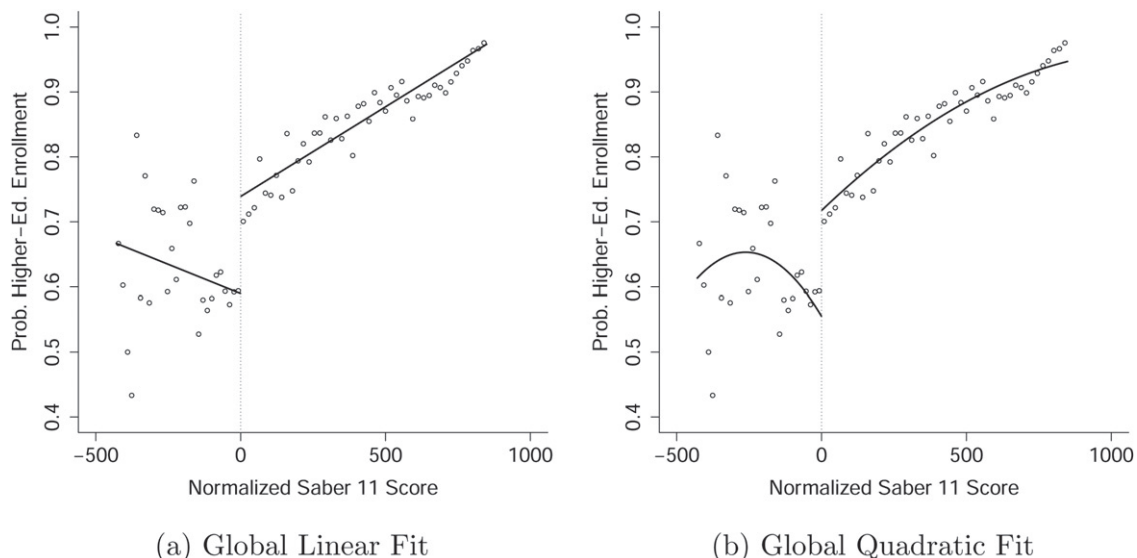 1.0
0.9
0.8
0.7
0.6
0.5
0.4
Prob. Higher−Ed. Enrollment
−500 0 500 1000
Normalized Saber 11 Score
(a) Global Linear Fit
1.0
0.9
0.8
0.7
0.6
0.5
0.4
Prob. Higher−Ed. Enrollment
−500 0 500 1000
Normalized Saber 11 Score
(b) Global Quadratic Fit